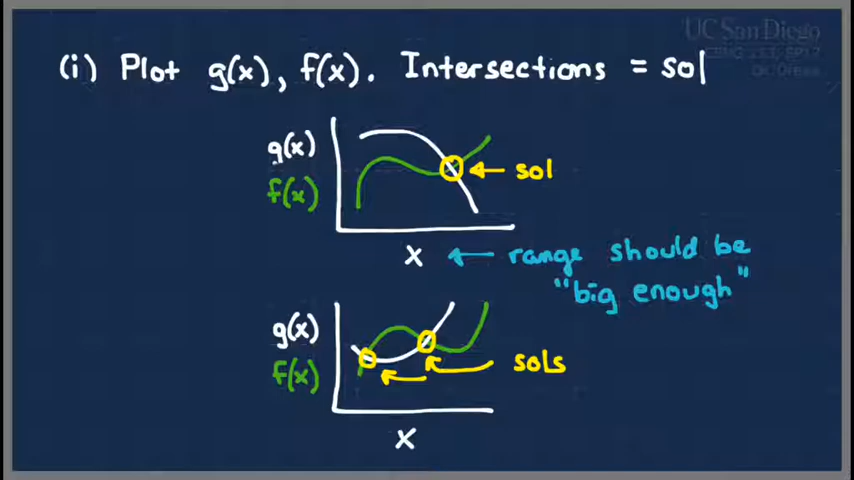 UC San Diego
(i) Plot g(x), f(x). Intersections = sol
g(x)
f(x)
sol
x
range should be
"big enough"
g(x)
f(x)
sols
x